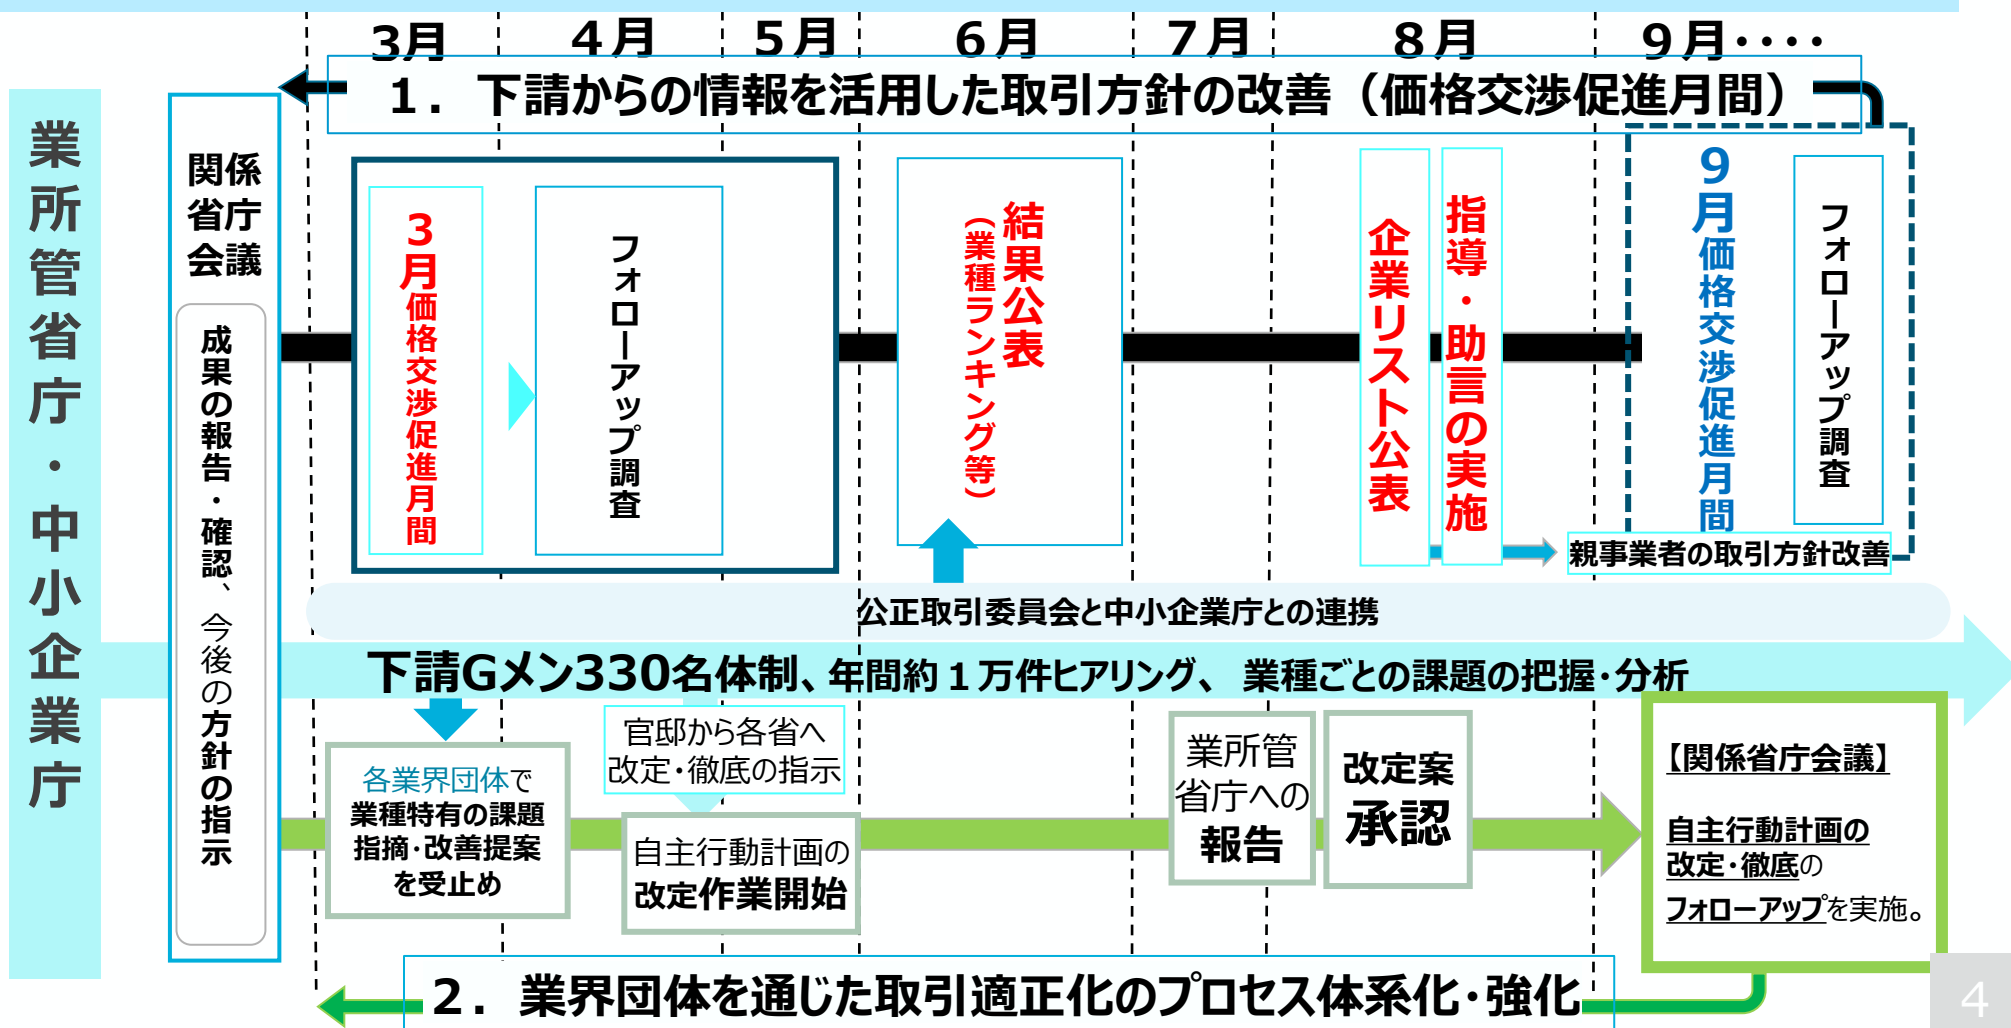 3月
４月
５月
６月
７月
８月
９月････
１．下請からの情報を活用した取引方針の改善（価格交渉促進月間）
業所管省庁・中小企業庁
関係
省庁
会議
成果の報告・確認、今後の方針の指示
３月価格交渉促進月間
フォローアップ調査
結果公表
（業種ランキング等）
企業リスト公表
指導・助言の実施
９月価格交渉促進月間
フォローアップ調査
親事業者の取引方針改善
公正取引委員会と中小企業庁との連携
下請Gメン330名体制、年間約１万件ヒアリング、業種ごとの課題の把握･分析
各業界団体で
業種特有の課題
指摘･改善提案
を受止め
官邸から各省へ
改定･徹底の指示
自主行動計画の
改定作業開始
業所管
省庁への
報告
改定案
承認
【関係省庁会議】
自主行動計画の
改定･徹底の
フォローアップを実施。
２．業界団体を通じた取引適正化のプロセス体系化･強化
4